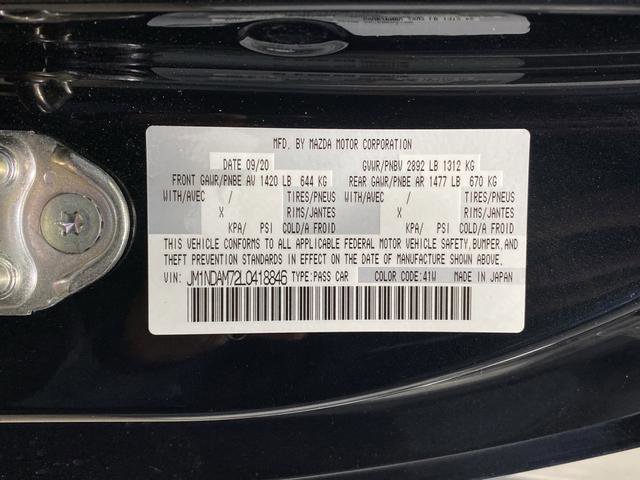 MFD. BY MAZDA MOTOR CORPORATION
DATE 09/20 GVWR/PNBV 2892 LB 1312 KG
FRONT GAWR/PNBE AV 1420 LB 644 KG REAR GAWR/PNBE AR 1477 LB 670 KG
WITH/AVEC / TIRES/PNEUS WITH/AVEC / TIRES/PNEUS
X RIMS/JANTES X RIMS/JANTES
KPA/ PSI COLD/A FROID KPA/ PSI COLD/A FROID
THIS VEHICLE CONFORMS TO ALL APPLICABLE FEDERAL MOTOR VEHICLE SAFETY, BUMPER, AND
THEFT PREVENTION STANDARDS IN EFFECT ON THE DATE OF MANUFACTURE SHOWN ABOVE.
VIN: JM1NDAM72L0418846 TYPE:PASS CAR COLOR CODE:41W MADE IN JAPAN